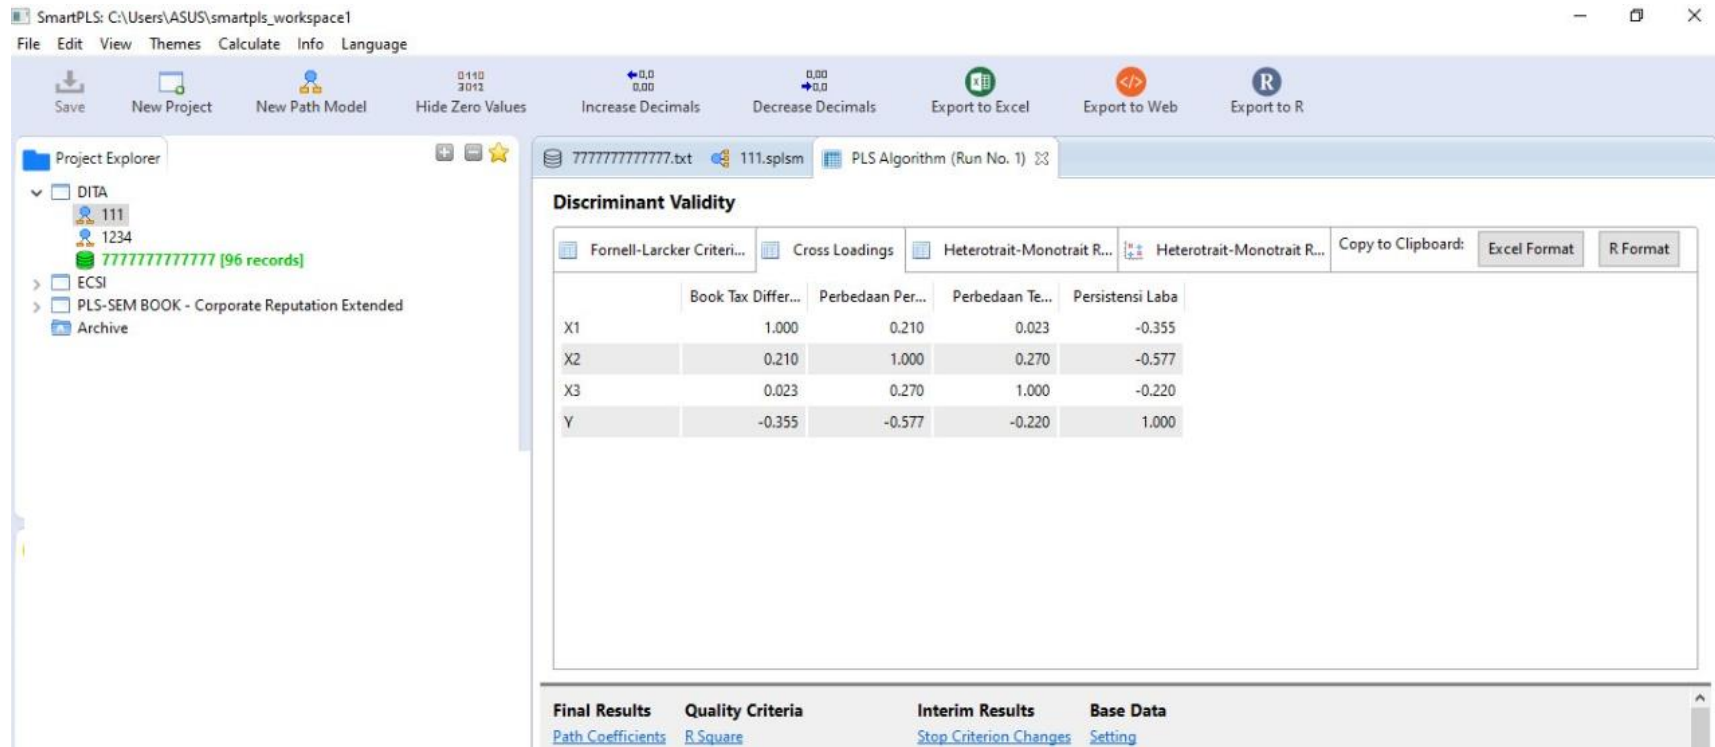 SmartPLS: C:\Users\ASUS\smartpls_workspace1
File Edit View Themes Calculate Info Language
Save New Project New Path Model Hide Zero Values Increase Decimals Decrease Decimals Export to Excel Export to Web Export to R
Project Explorer
DITA
111
1234
7777777777777 [96 records]
ECSI
PLS-SEM BOOK - Corporate Reputation Extended
Archive
7777777777777.txt 111.splsm PLS Algorithm (Run No. 1)
Discriminant Validity
Fornell-Larcker Criteri... Cross Loadings Heterotrait-Monotrait R... Heterotrait-Monotrait R... Copy to Clipboard: Excel Format R Format
Book Tax Differ... Perbedaan Per... Perbedaan Te... Persistensi Laba
X1 1.000 0.210 0.023 -0.355
X2 0.210 1.000 0.270 -0.577
X3 0.023 0.270 1.000 -0.220
Y -0.355 -0.577 -0.220 1.000
Final Results Quality Criteria Interim Results Base Data
Path Coefficients R Square Stop Criterion Changes Setting